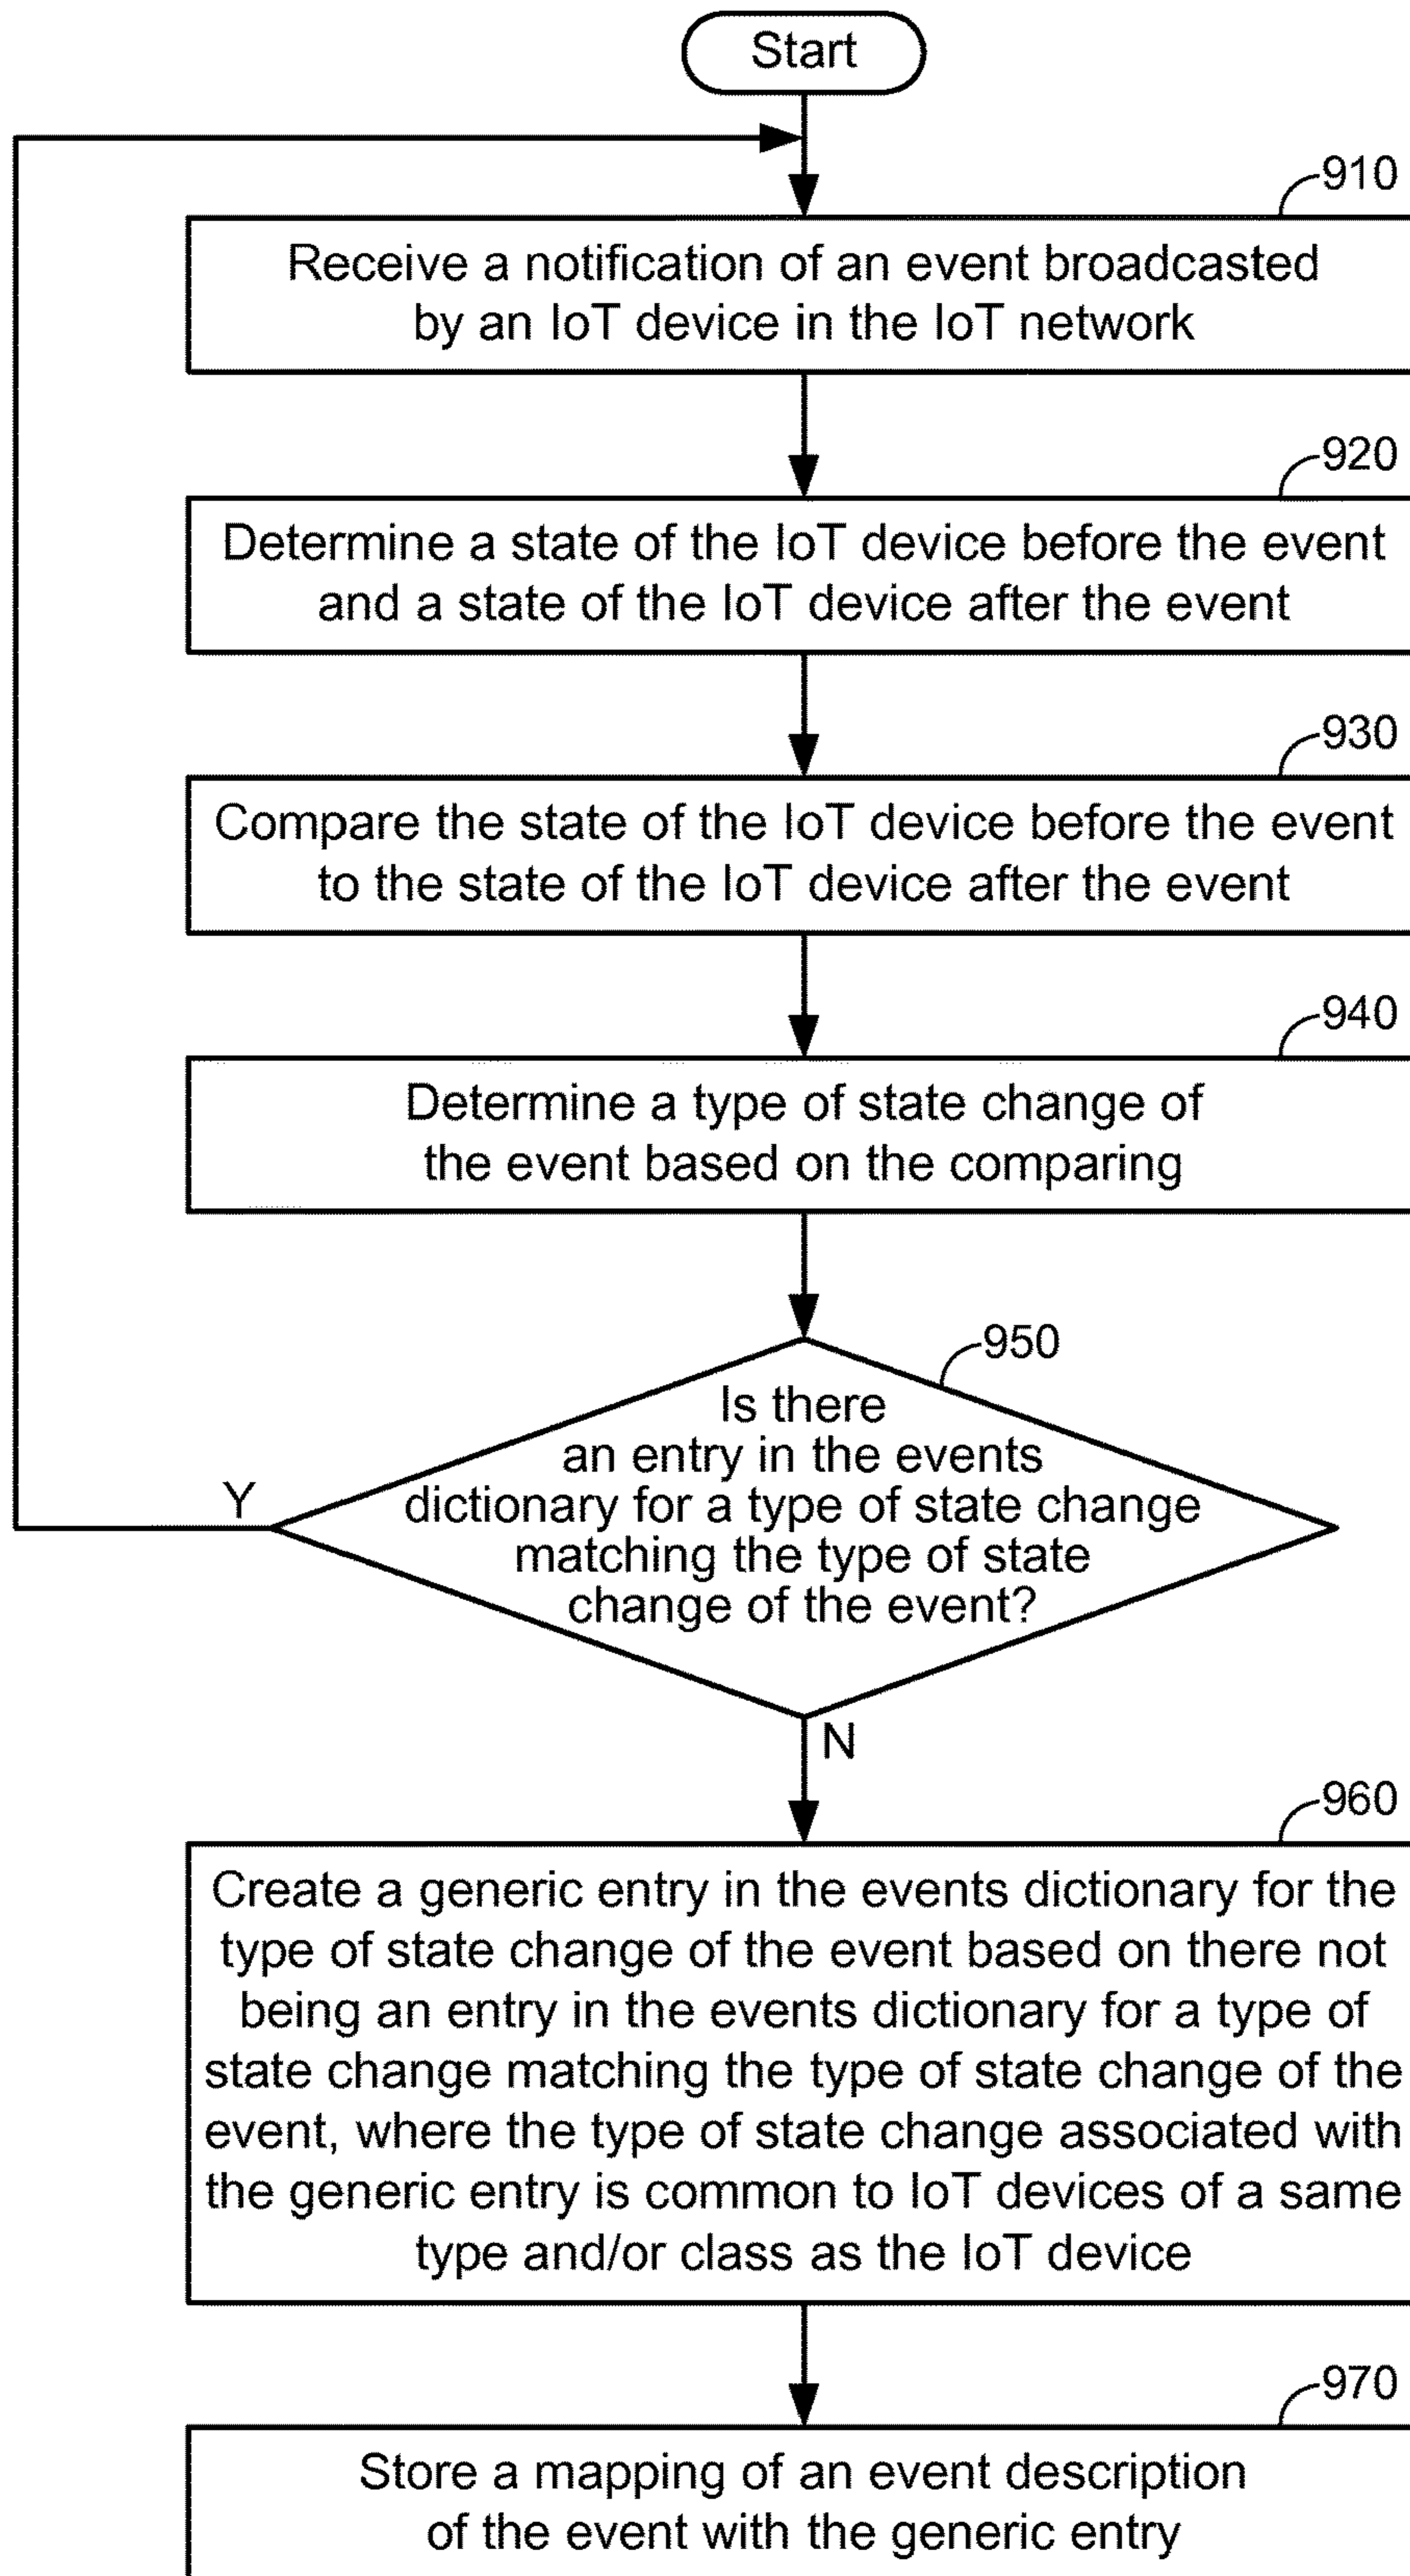 Start
910
Receive a notification of an event broadcasted
by an IoT device in the IoT network
920
Determine a state of the IoT device before the event
and a state of the IoT device after the event
930
Compare the state of the IoT device before the event
to the state of the IoT device after the event
940
Determine a type of state change of
the event based on the comparing
950
Is there
an entry in the events
dictionary for a type of state change
matching the type of state
change of the event?
Y
N
960
Create a generic entry in the events dictionary for the
type of state change of the event based on there not
being an entry in the events dictionary for a type of
state change matching the type of state change of the
event, where the type of state change associated with
the generic entry is common to IoT devices of a same
type and/or class as the IoT device
970
Store a mapping of an event description
of the event with the generic entry